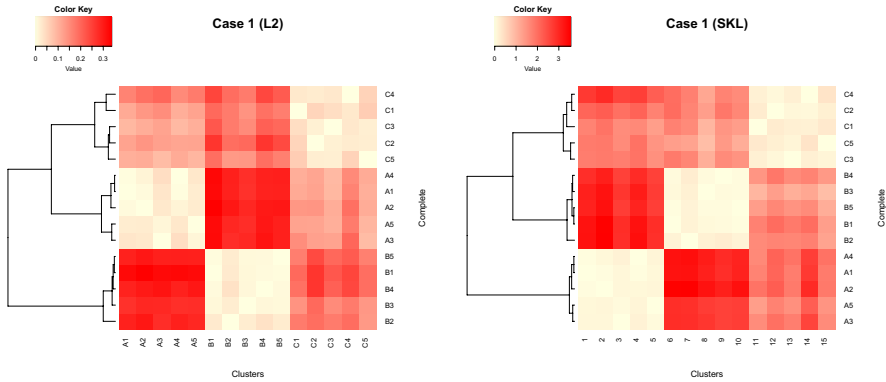 Color Key
0 0.1 0.2 0.3
Value
Case 1 (L2)
C4
C1
C3
C2
C5
A4
A1
A2
A5
A3
B5
B1
B4
B3
B2
Complete
A1 A2 A3 A4 A5 B1 B2 B3 B4 B5 C1 C2 C3 C4 C5
Clusters
Color Key
0 1 2 3
Value
Case 1 (SKL)
C4
C2
C1
C5
C3
B4
B3
B5
B1
B2
A4
A1
A2
A5
A3
Complete
1 2 3 4 5 6 7 8 9 10 11 12 13 14 15
Clusters